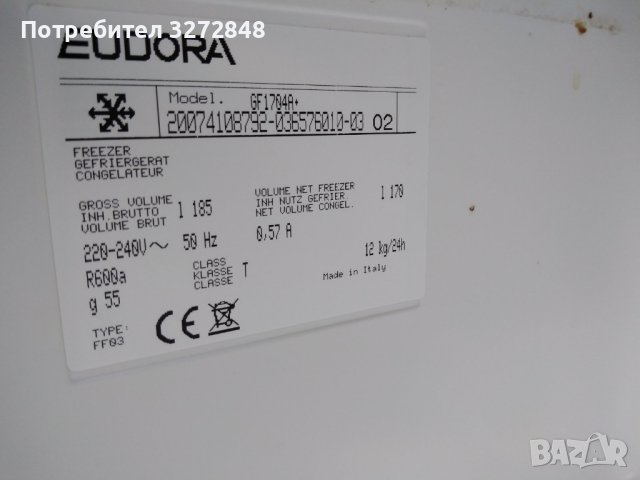 Потребител 3272848
EUDORA
Model. GF1704A+
20074108792-036576010-03 02
FREEZER
GEFRIERGERAT
CONGELATEUR
GROSS VOLUME
INH. BRUTTO l 185
VOLUME BRUT
VOLUME NET FREEZER
INH NUTZ GEFRIER. l 170
NET VOLUME CONGEL.
220-240V ~ 50 Hz 0,57 A 12 kg/24h
R600a
g 55
CLASS
KLASSE T
CLASSE
Made in Italy
TYPE:
FF03
CE
BAZAR